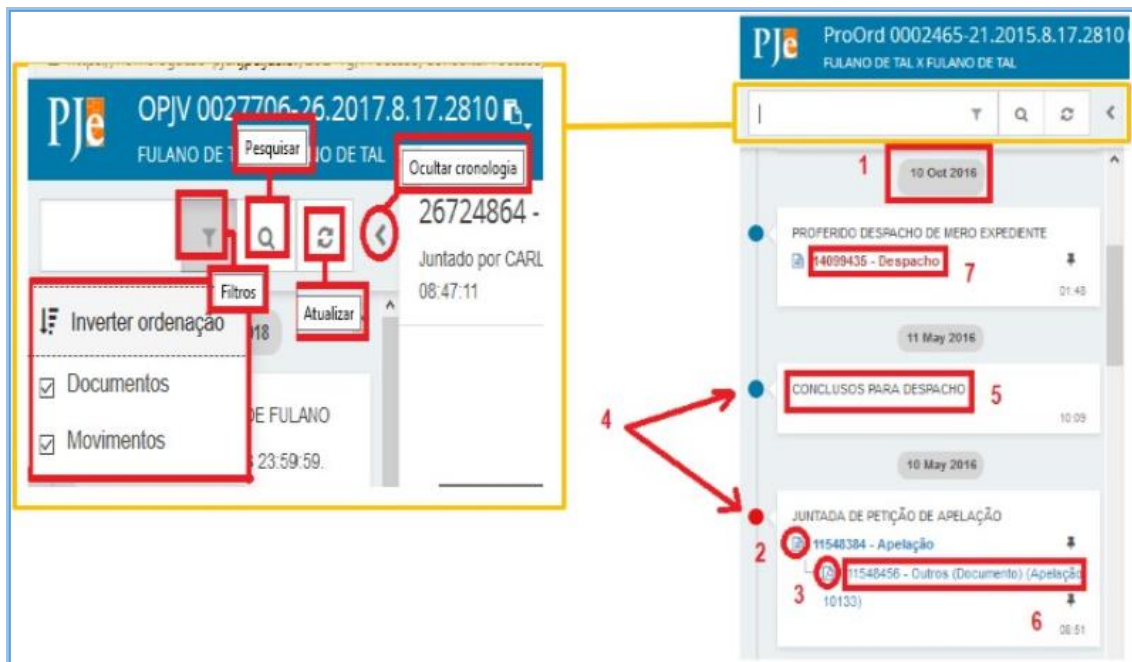 PJe
OPJV 0027706-26.2017.8.17.2810
FULANO DE
NO DE TAL
Pesquisar
Ocultar cronologia
26724864 -
Juntado por CARL
08:47:11
Filtros
Atualizar
Inverter ordenação
018
Documentos
Movimentos
DE FULANO
23:59:59.
PJe
ProOrd 0002465-21.2015.8.17.2810
FULANO DE TAL X FULANO DE TAL
1
10 Oct 2016
PROFERIDO DESPACHO DE MERO EXPEDIENTE
14099435 - Despacho
7
01:48
11 May 2016
4
CONCLUSOS PARA DESPACHO
5
10:09
10 May 2016
JUNTADA DE PETIÇÃO DE APELAÇÃO
2
11548384 - Apelação
3
11548456 - Outros (Documento) (Apelação
10133)
6
08:51